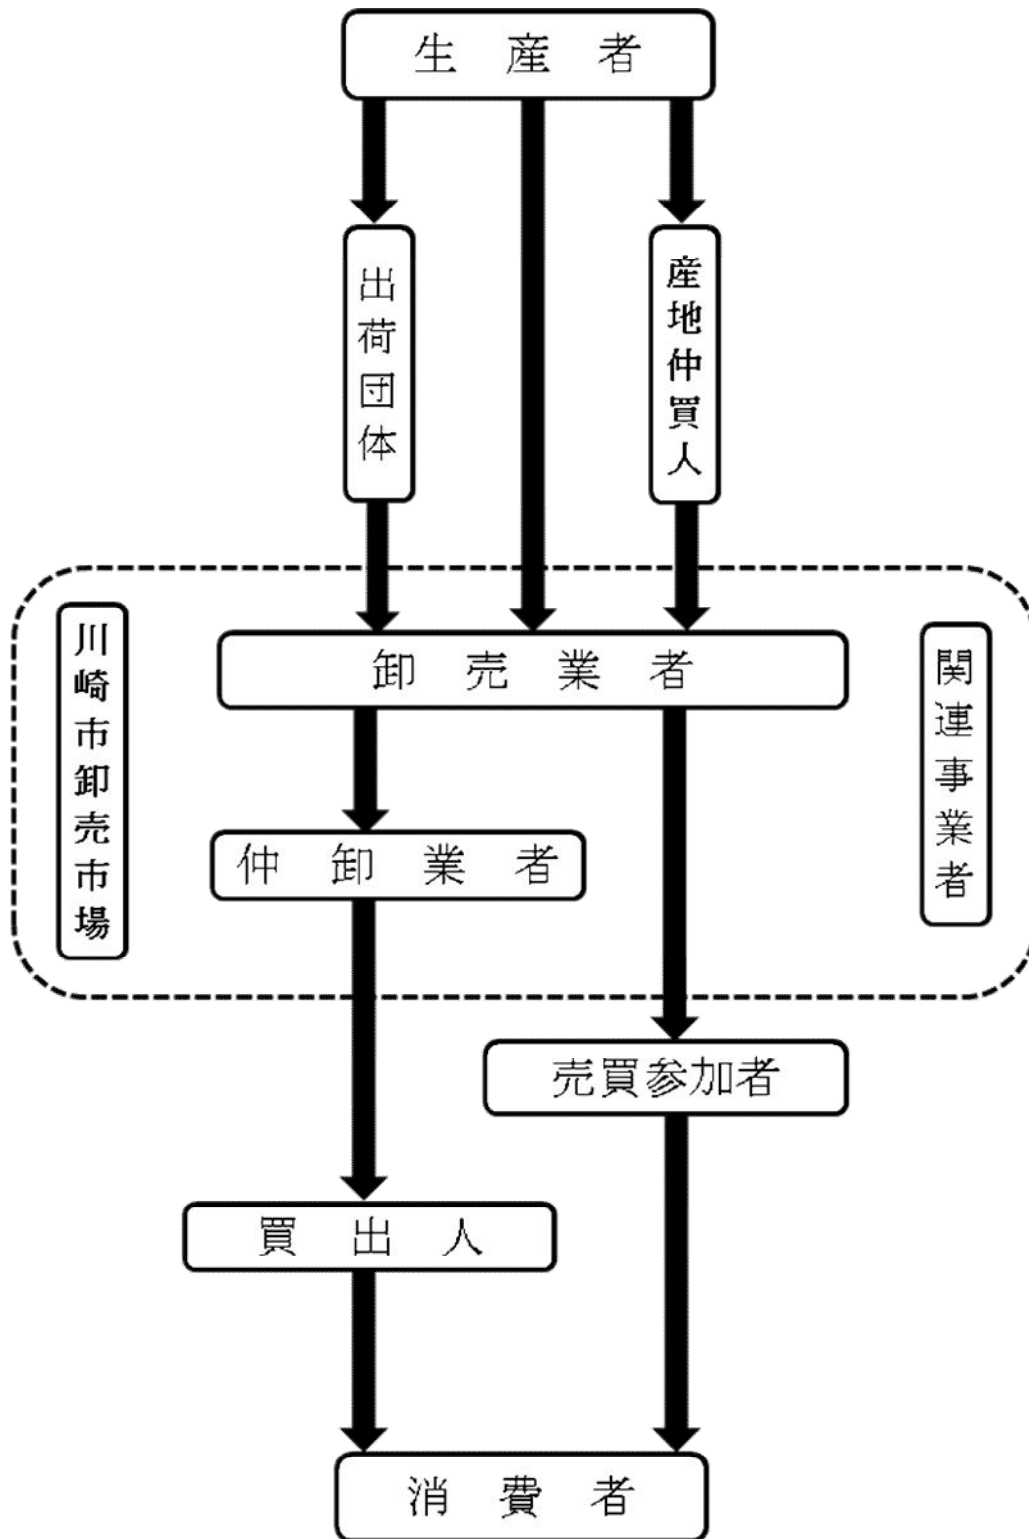 生産者
出荷団体
産地仲買人
川崎市卸売市場
卸売業者
関連事業者
仲卸業者
売買参加者
買出人
消費者